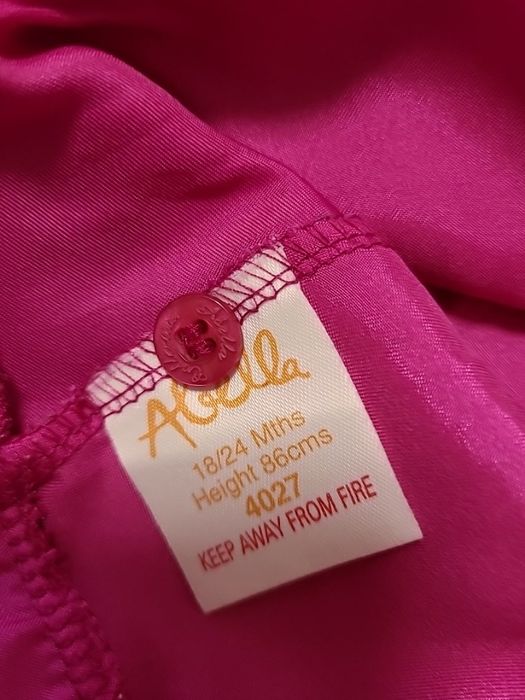 Abella
18/24 Mths
Height 86cms
4027
KEEP AWAY FROM FIRE